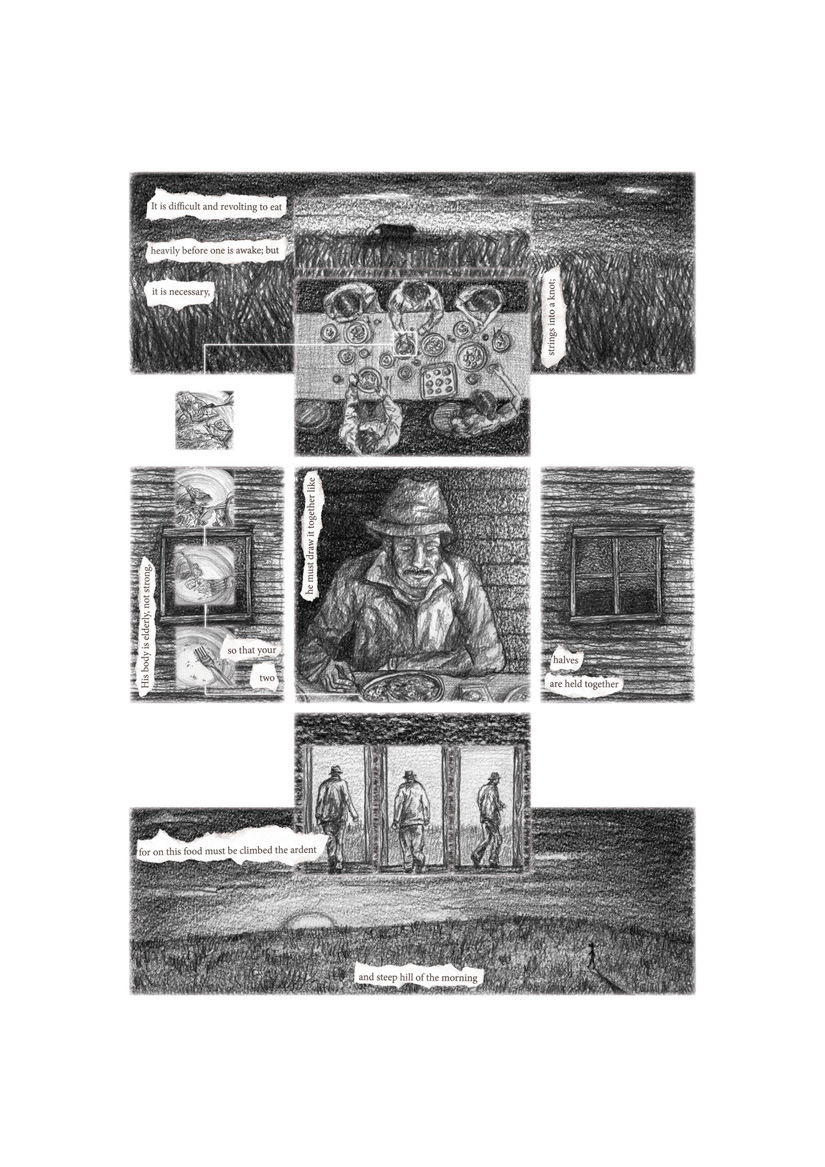 It is difficult and revolting to eat
heavily before one is awake; but
it is necessary,
strings into a knot;
he must draw it together like
His body is elderly, not strong,
so that your
two
halves
are held together
for on this food must be climbed the ardent
and steep hill of the morning